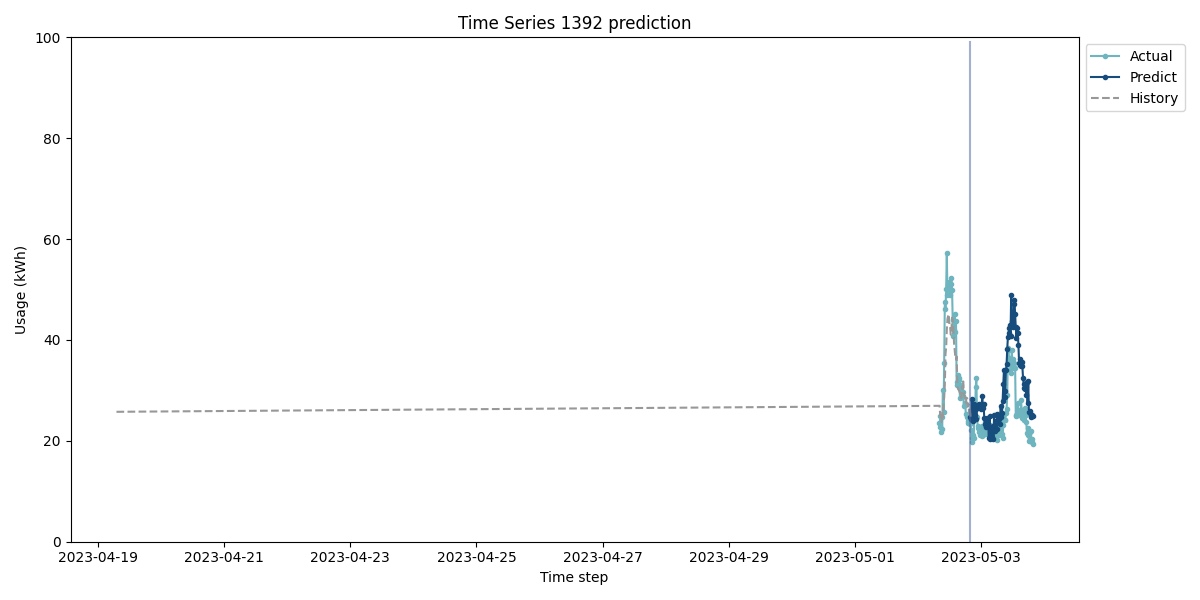 Time Series 1392 prediction
Usage (kWh)
100
80
60
40
20
0
2023-04-19 2023-04-21 2023-04-23 2023-04-25 2023-04-27 2023-04-29 2023-05-01 2023-05-03
Time step
Actual
Predict
History